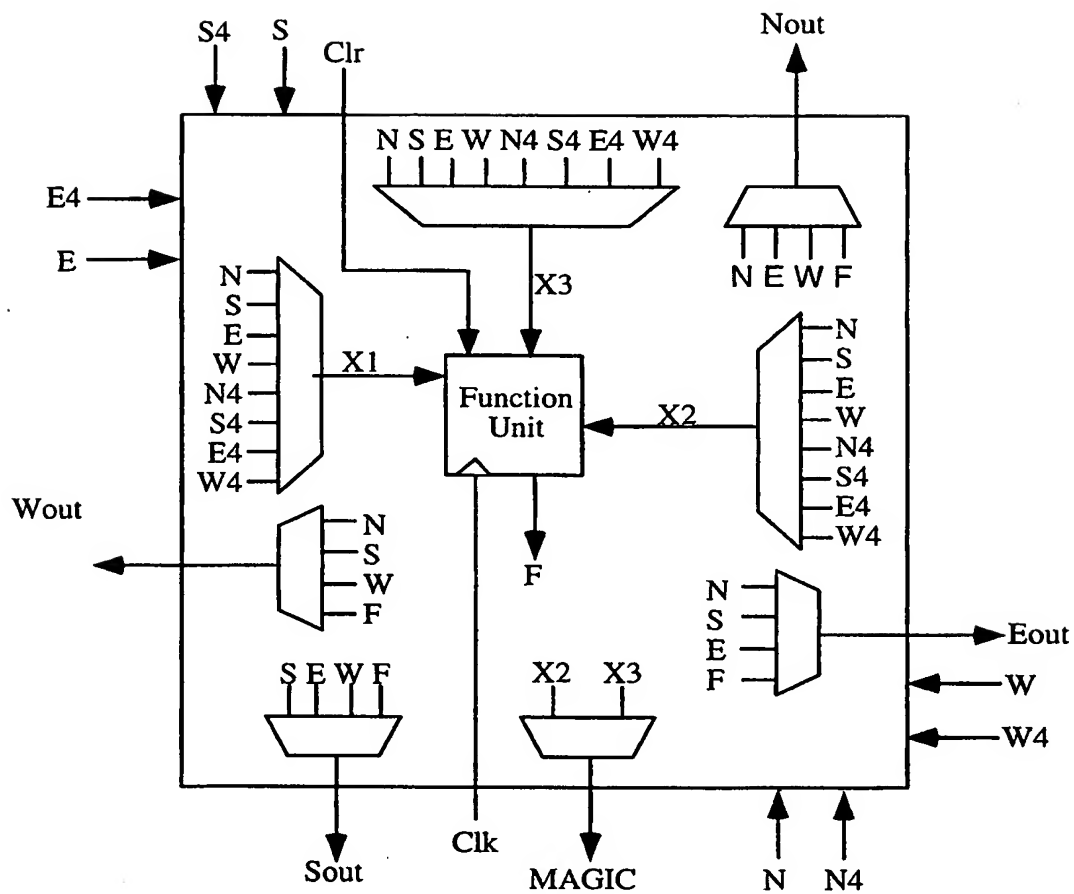 S4 S Clr Nout
N S E W N4 S4 E4 W4
E4
E
N E W F
X3
N
S
E
W
N4
S4
E4
W4
X1
Function
Unit
X2
N
S
E
W
N4
S4
E4
W4
Wout
N
S
W
F
F
N
S
E
F
Eout
W
W4
S E W F
X2 X3
Sout
Clk
MAGIC
N N4